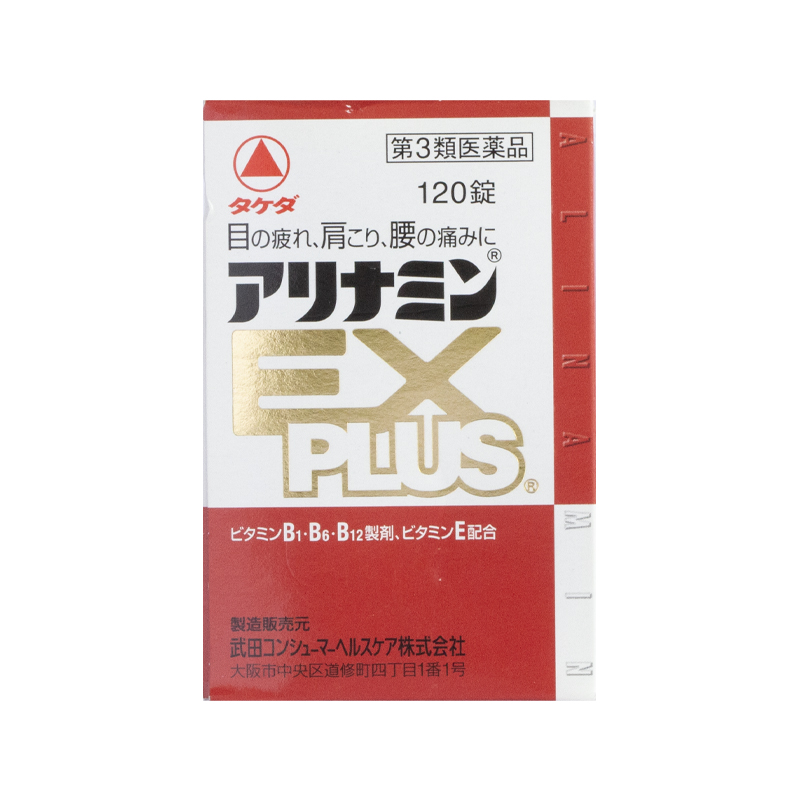 第3類医薬品
タケダ
120錠
目の疲れ、肩こり、腰の痛みに
アリナミン®
EX
PLUS®
ビタミンB1・B6・B12製剤、ビタミンE配合
製造販売元
武田コンシューマーヘルスケア株式会社
大阪市中央区道修町四丁目1番1号
ALINAMIN